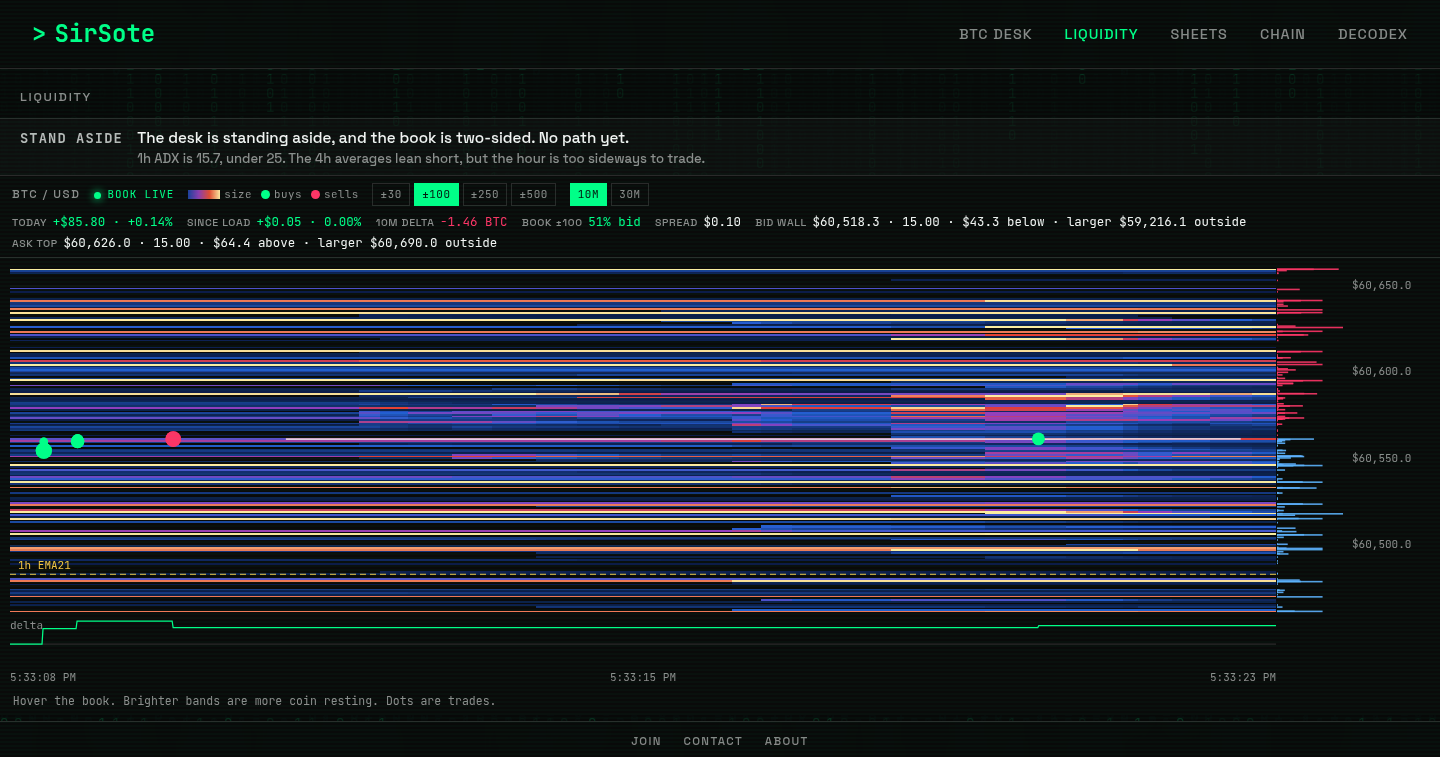 > SirSote
BTC DESK LIQUIDITY SHEETS CHAIN DECODEX
LIQUIDITY
STAND ASIDE The desk is standing aside, and the book is two-sided. No path yet.
1h ADX is 15.7, under 25. The 4h averages lean short, but the hour is too sideways to trade.
BTC / USD BOOK LIVE size buys sells ±30 ±100 ±250 ±500 10M 30M
TODAY +$85.80 · +0.14% SINCE LOAD +$0.05 · 0.00% 10M DELTA -1.46 BTC BOOK ±100 51% bid SPREAD $0.10 BID WALL $60,518.3 · 15.00 · $43.3 below · larger $59,216.1 outside
ASK TOP $60,626.0 · 15.00 · $64.4 above · larger $60,690.0 outside
$60,650.0
$60,600.0
$60,550.0
$60,500.0
1h EMA21
delta
5:33:08 PM 5:33:15 PM 5:33:23 PM
Hover the book. Brighter bands are more coin resting. Dots are trades.
JOIN CONTACT ABOUT